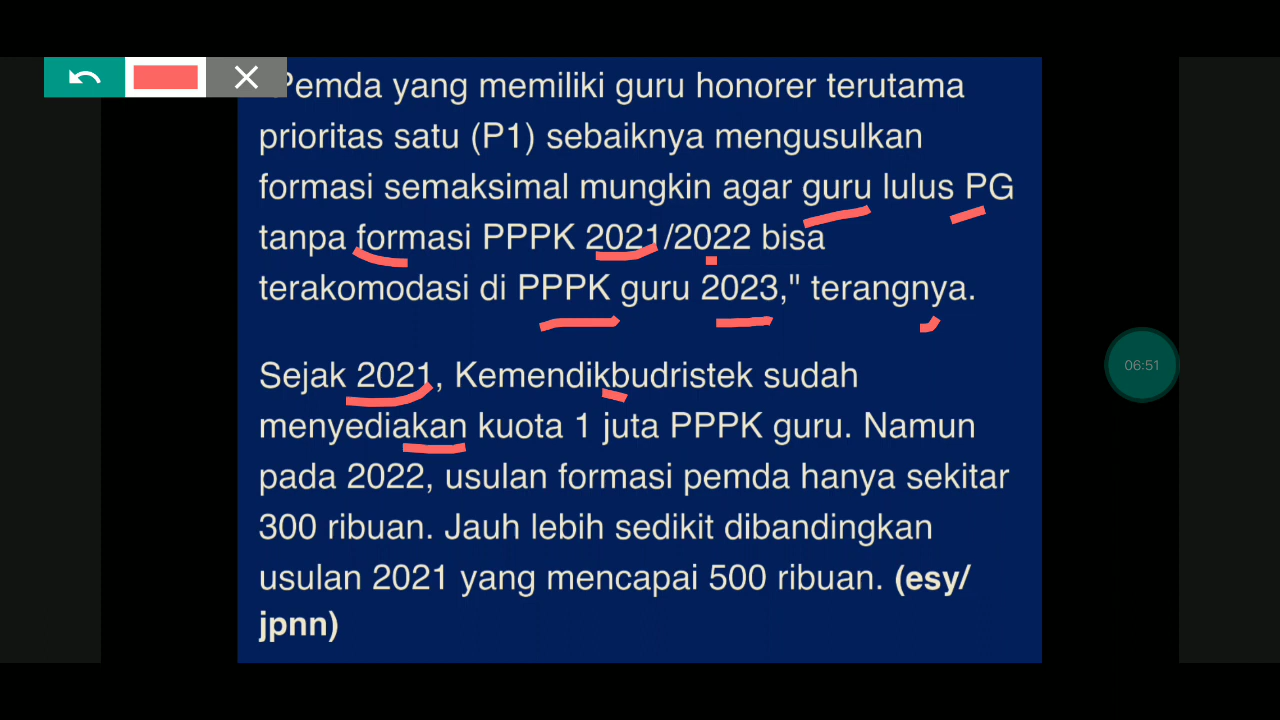 Pemda yang memiliki guru honorer terutama
prioritas satu (P1) sebaiknya mengusulkan
formasi semaksimal mungkin agar guru lulus PG
tanpa formasi PPPK 2021/2022 bisa
terakomodasi di PPPK guru 2023," terangnya.
Sejak 2021, Kemendikbudristek sudah
menyediakan kuota 1 juta PPPK guru. Namun
pada 2022, usulan formasi pemda hanya sekitar
300 ribuan. Jauh lebih sedikit dibandingkan
usulan 2021 yang mencapai 500 ribuan. (esy/
jpnn)
06:51